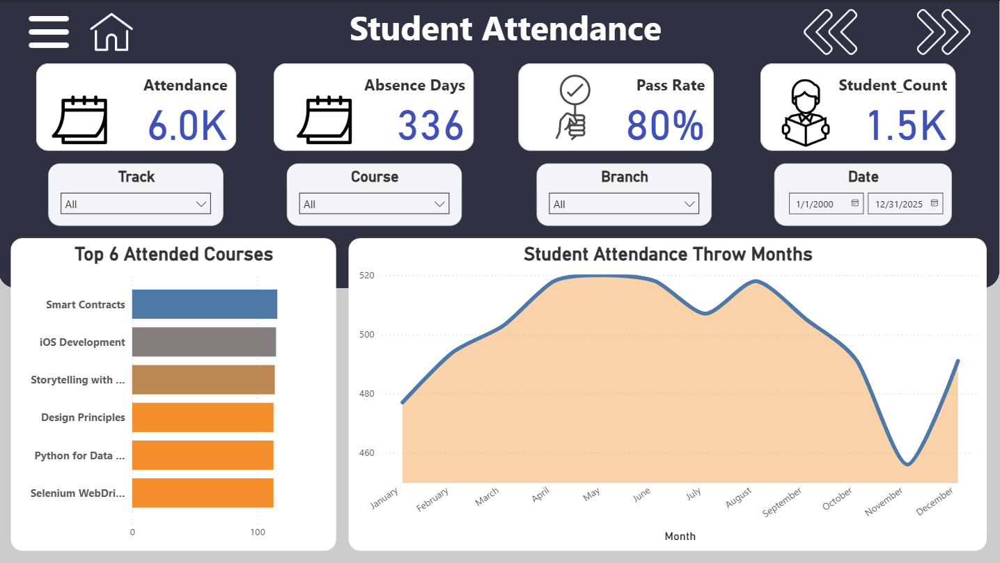 Student Attendance
Attendance
6.0K
Absence Days
336
Pass Rate
80%
Student_Count
1.5K
Track
All
Course
All
Branch
All
Date
1/1/2000
12/31/2025
Top 6 Attended Courses
Smart Contracts
iOS Development
Storytelling with ...
Design Principles
Python for Data ...
Selenium WebDri...
0
100
Student Attendance Throw Months
520
500
480
460
January
February
March
April
May
June
July
August
September
October
November
December
Month